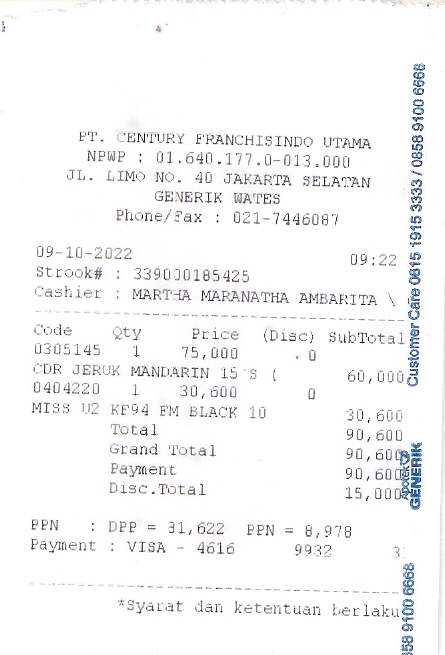 PT. CENTURY FRANCHISINDO UTAMA
NPWP : 01.640.177.0-013.000
JL. LIMO NO. 40 JAKARTA SELATAN
GENERIK WATES
Phone/Fax : 021-7446087
09-10-2022 09:22
Strook# : 339000185425
Cashier : MARTHA MARANATHA AMBARITA \
Code Qty Price (Disc) SubTotal
0305145 1 75,000 0
CDR JERUK MANDARIN 15'S ( 60,000
0404220 1 30,600 0
MISS U2 KF94 FM BLACK 10 30,600
Total 90,600
Grand Total 90,600
Payment 90,600
Disc.Total 15,000
PPN : DPP = 81,622 PPN = 8,978
Payment : VISA - 4616 9932
*Syarat dan ketentuan berlaku
Customer Care 0815 1915 3333 / 0858 9100 6668
Apotek
GENERIK
858 9100 6668